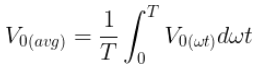 V_{0(avg)} = \frac{1}{T} \int_{0}^{T} V_{0(\omega t)} d\omega t